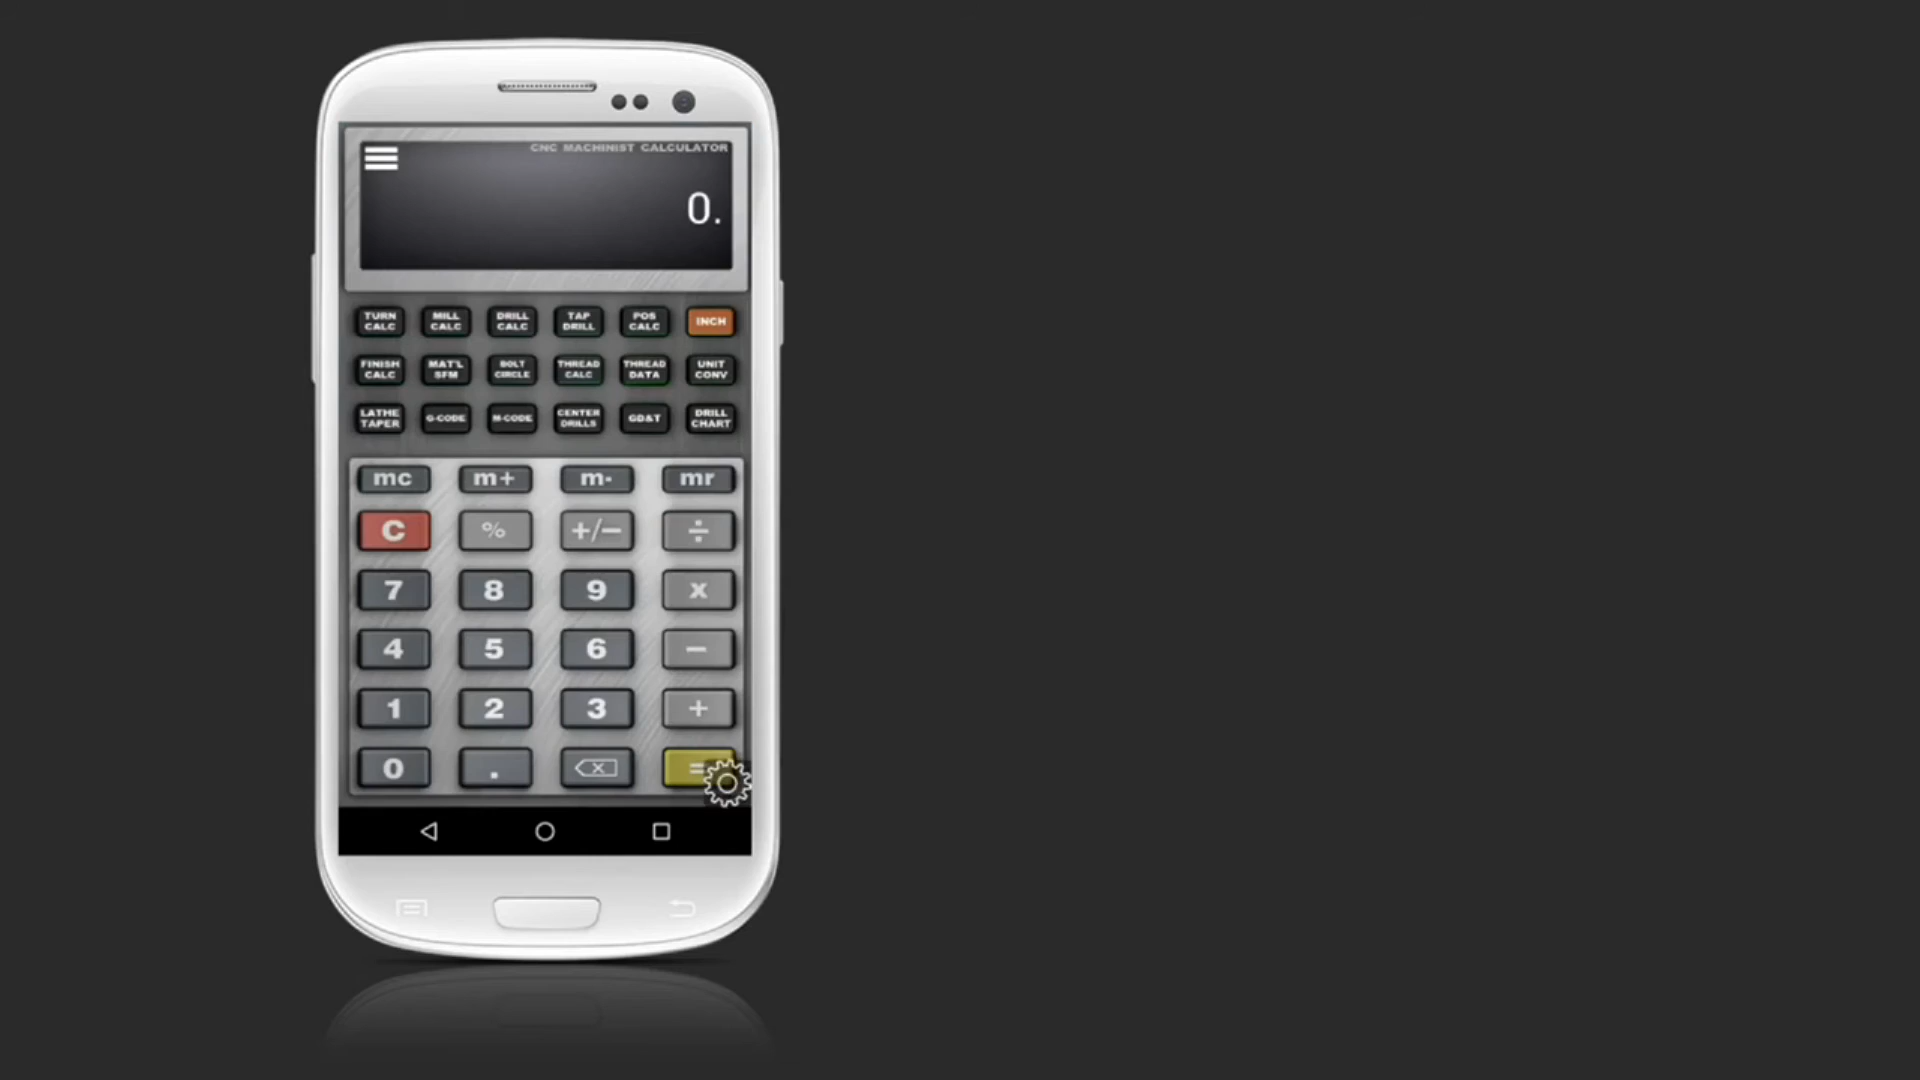 CNC MACHINIST CALCULATOR
0.
TURN CALC
MILL CALC
DRILL CALC
TAP DRILL
POS CALC
INCH
FINISH CALC
MAT'L SFM
BOLT CIRCLE
THREAD CALC
THREAD DATA
UNIT CONV
LATHE TAPER
G-CODE
M-CODE
CENTER DRILLS
GD&T
DRILL CHART
mc m+ m- mr
C % +/− ÷
7 8 9 x
4 5 6 −
1 2 3 +
0 . =